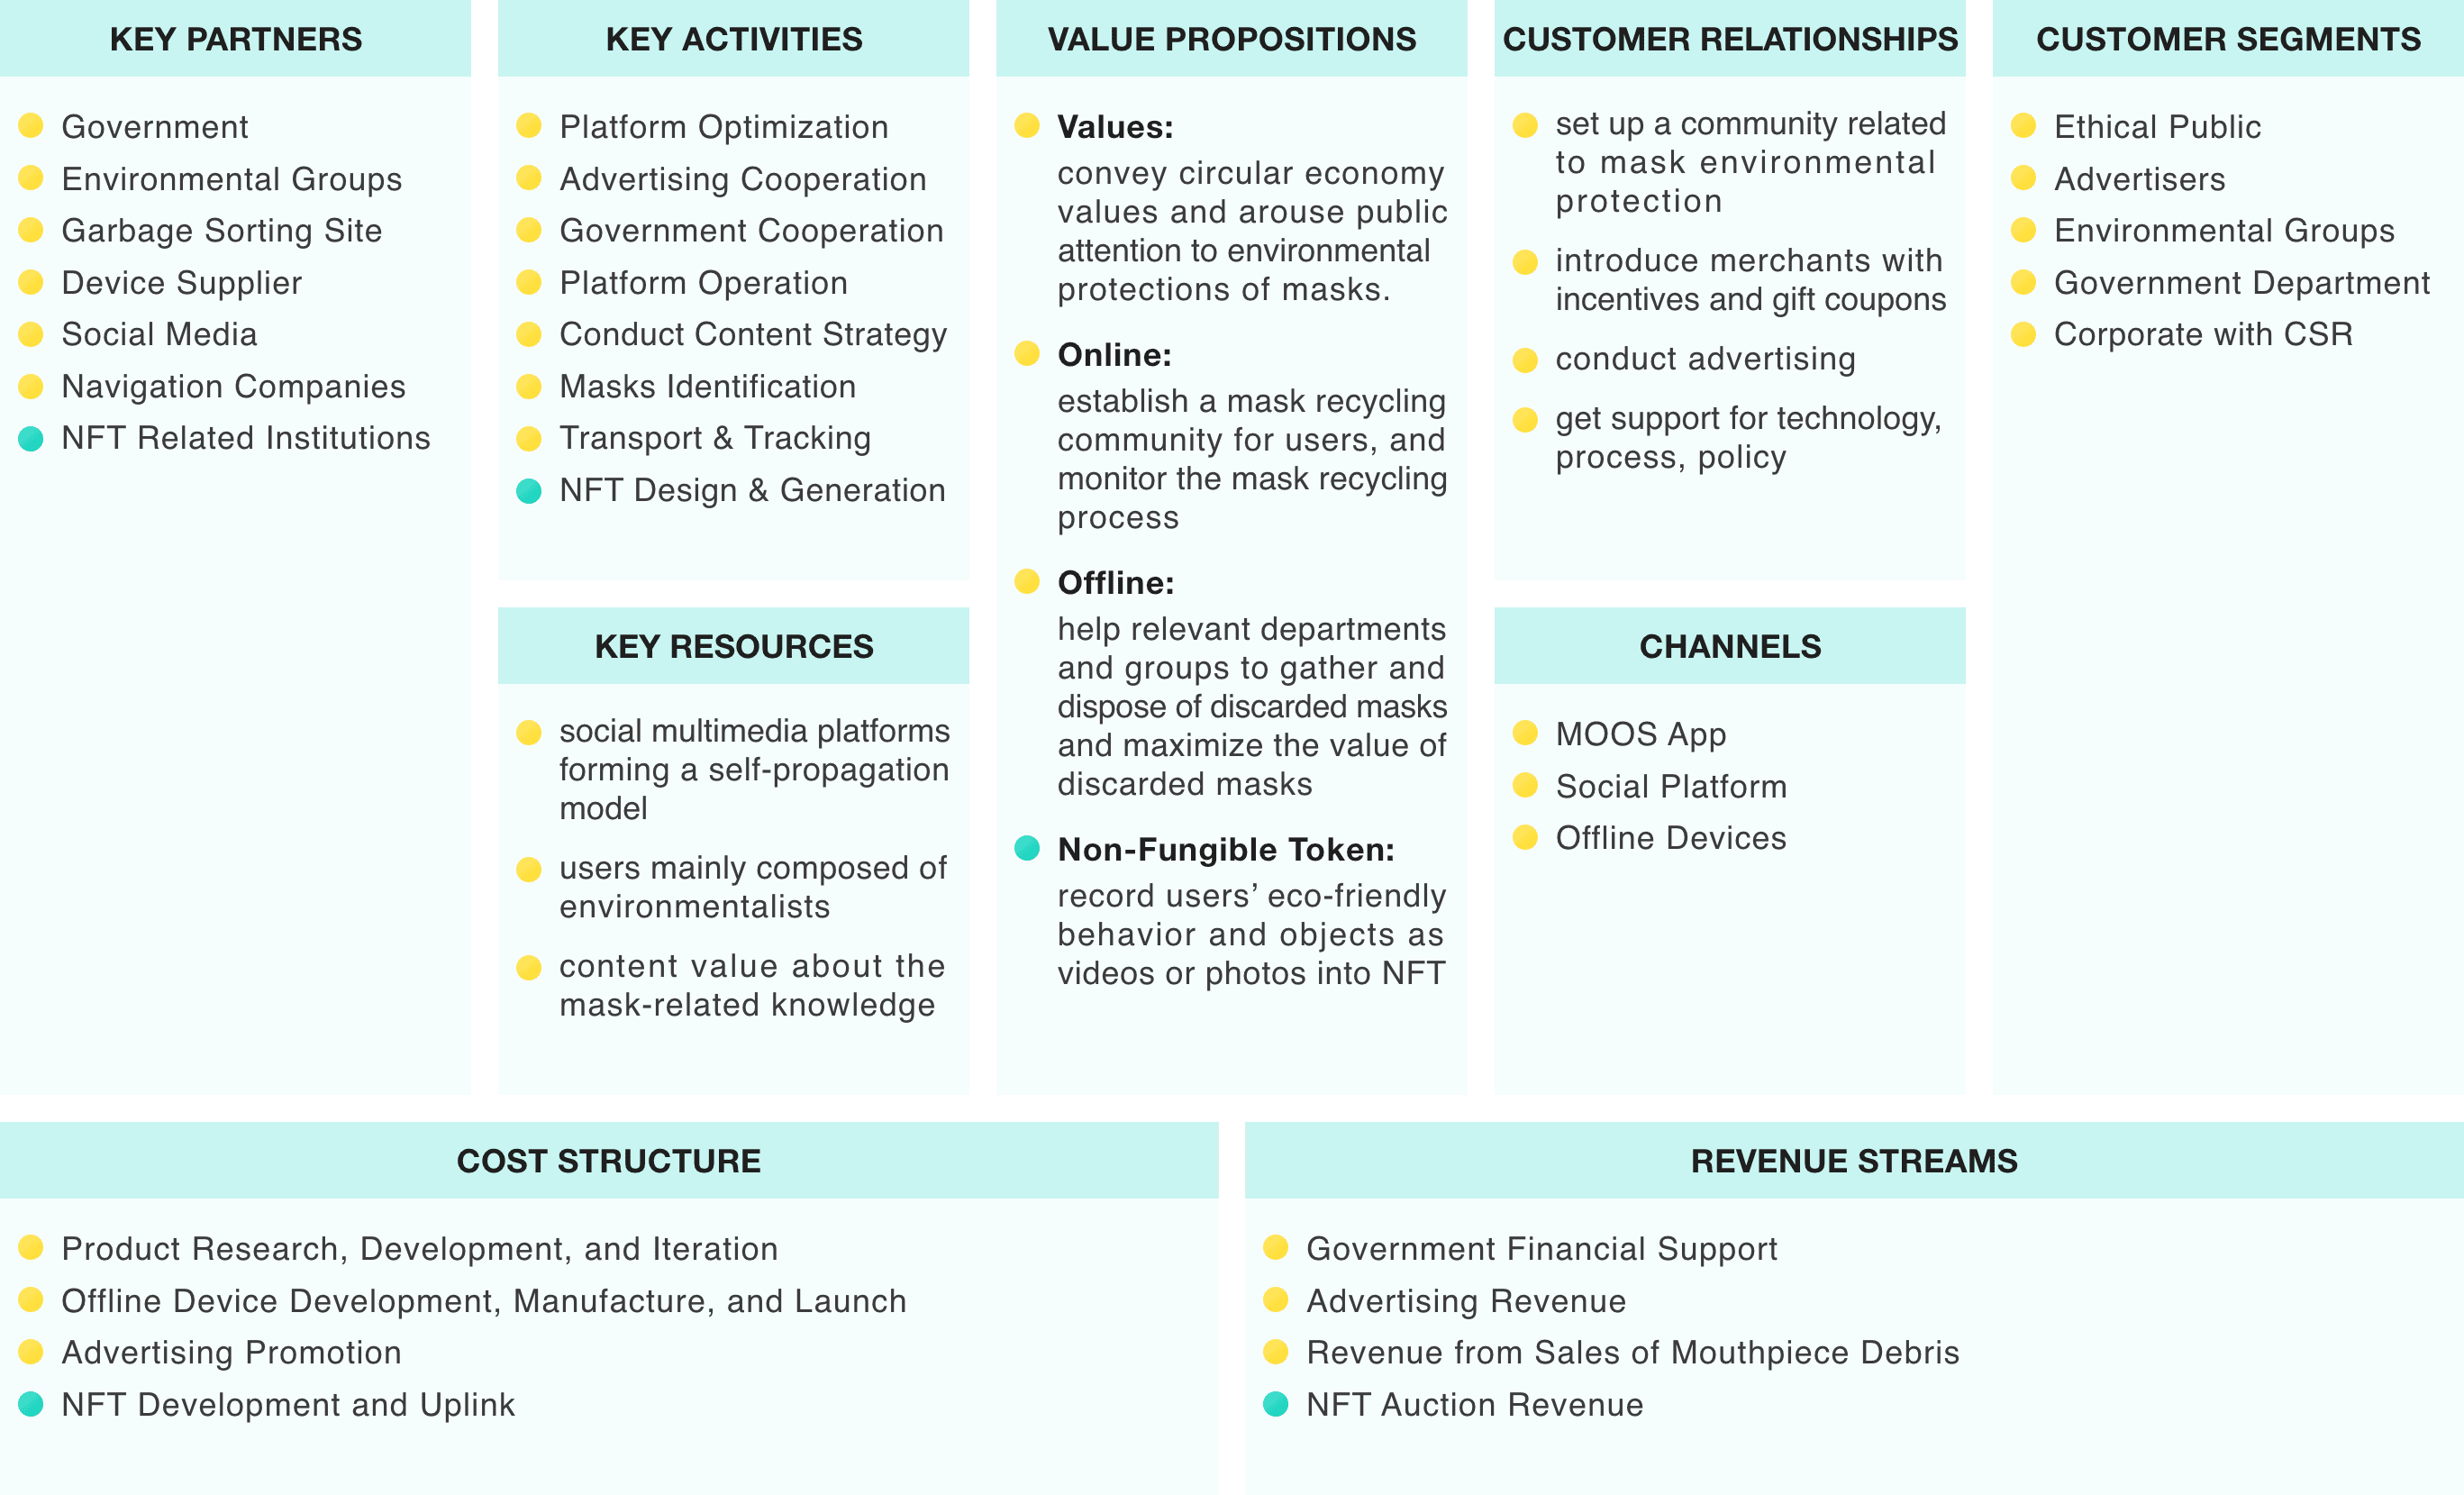 KEY PARTNERS
Government
Environmental Groups
Garbage Sorting Site
Device Supplier
Social Media
Navigation Companies
NFT Related Institutions
KEY ACTIVITIES
Platform Optimization
Advertising Cooperation
Government Cooperation
Platform Operation
Conduct Content Strategy
Masks Identification
Transport & Tracking
NFT Design & Generation
KEY RESOURCES
social multimedia platforms
forming a self-propagation
model
users mainly composed of
environmentalists
content value about the
mask-related knowledge
VALUE PROPOSITIONS
Values:
convey circular economy
values and arouse public
attention to environmental
protections of masks.
Online:
establish a mask recycling
community for users, and
monitor the mask recycling
process
Offline:
help relevant departments
and groups to gather and
dispose of discarded masks
and maximize the value of
discarded masks
Non-Fungible Token:
record users’ eco-friendly
behavior and objects as
videos or photos into NFT
CUSTOMER RELATIONSHIPS
set up a community related
to mask environmental
protection
introduce merchants with
incentives and gift coupons
conduct advertising
get support for technology,
process, policy
CHANNELS
MOOS App
Social Platform
Offline Devices
CUSTOMER SEGMENTS
Ethical Public
Advertisers
Environmental Groups
Government Department
Corporate with CSR
COST STRUCTURE
Product Research, Development, and Iteration
Offline Device Development, Manufacture, and Launch
Advertising Promotion
NFT Development and Uplink
REVENUE STREAMS
Government Financial Support
Advertising Revenue
Revenue from Sales of Mouthpiece Debris
NFT Auction Revenue